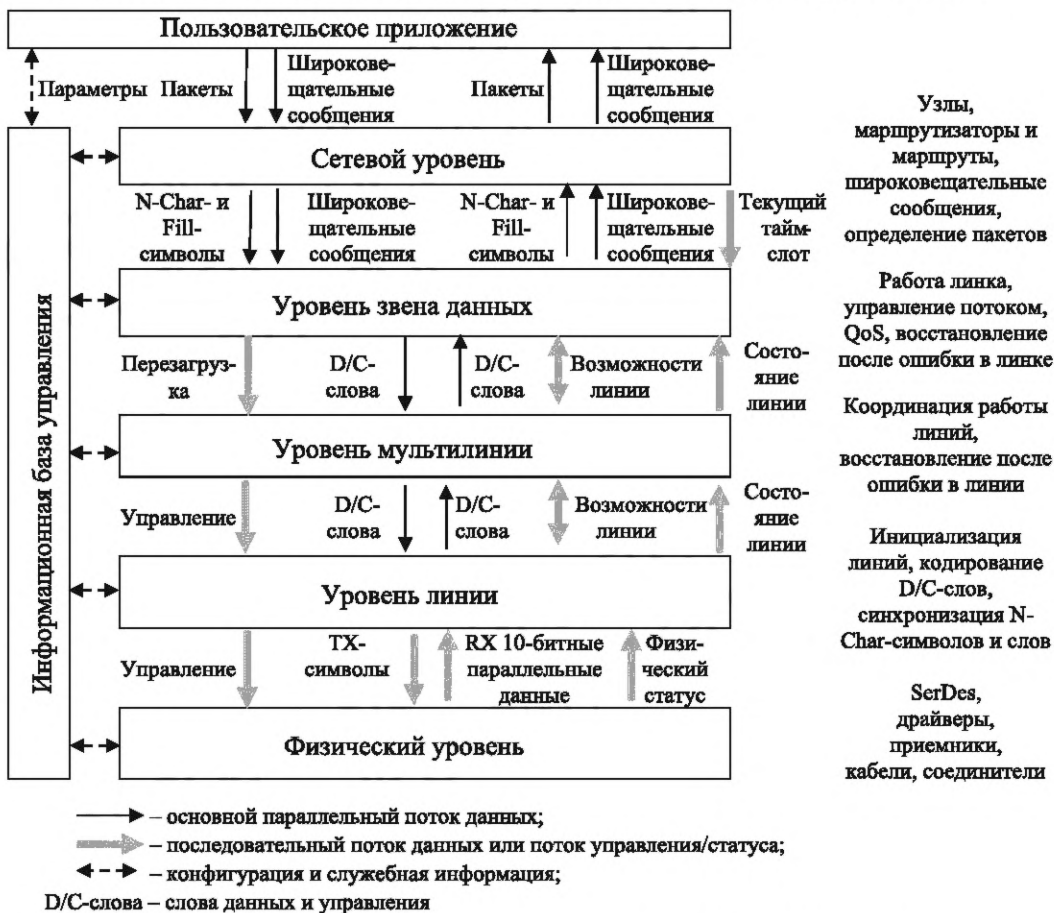 Пользовательское приложение
Параметры
Пакеты
Широкове-
щательные
сообщения
Пакеты
Широкове-
щательные
сообщения
Информационная база управления
Сетевой уровень
Узлы,
маршрутизаторы и
маршруты,
широковещательные
сообщения,
определение пакетов
N-Char- и
Fill-
символы
Широкове-
щательные
сообщения
N-Char- и
Fill-
символы
Широкове-
щательные
сообщения
Текущий
тайм-
слот
Уровень звена данных
Работа линка,
управление потоком,
QoS, восстановление
после ошибки в линке
Перезагруз-
ка
D/C-
слова
D/C-
слова
Возможности
линии
Состо-
яние
линии
Уровень мультилинии
Координация работы
линий,
восстановление после
ошибки в линии
Управление
D/C-
слова
D/C-
слова
Возможности
линии
Состо-
яние
линии
Уровень линии
Инициализация
линий, кодирование
D/C-слов,
синхронизация N-
Char-символов и слов
Управление
TX-
символы
RX 10-битные
параллельные
данные
Физи-
ческий
статус
Физический уровень
SerDes,
драйверы,
приемники,
кабели, соединители
– основной параллельный поток данных;
– последовательный поток данных или поток управления/статуса;
– конфигурация и служебная информация;
D/C-слова – слова данных и управления